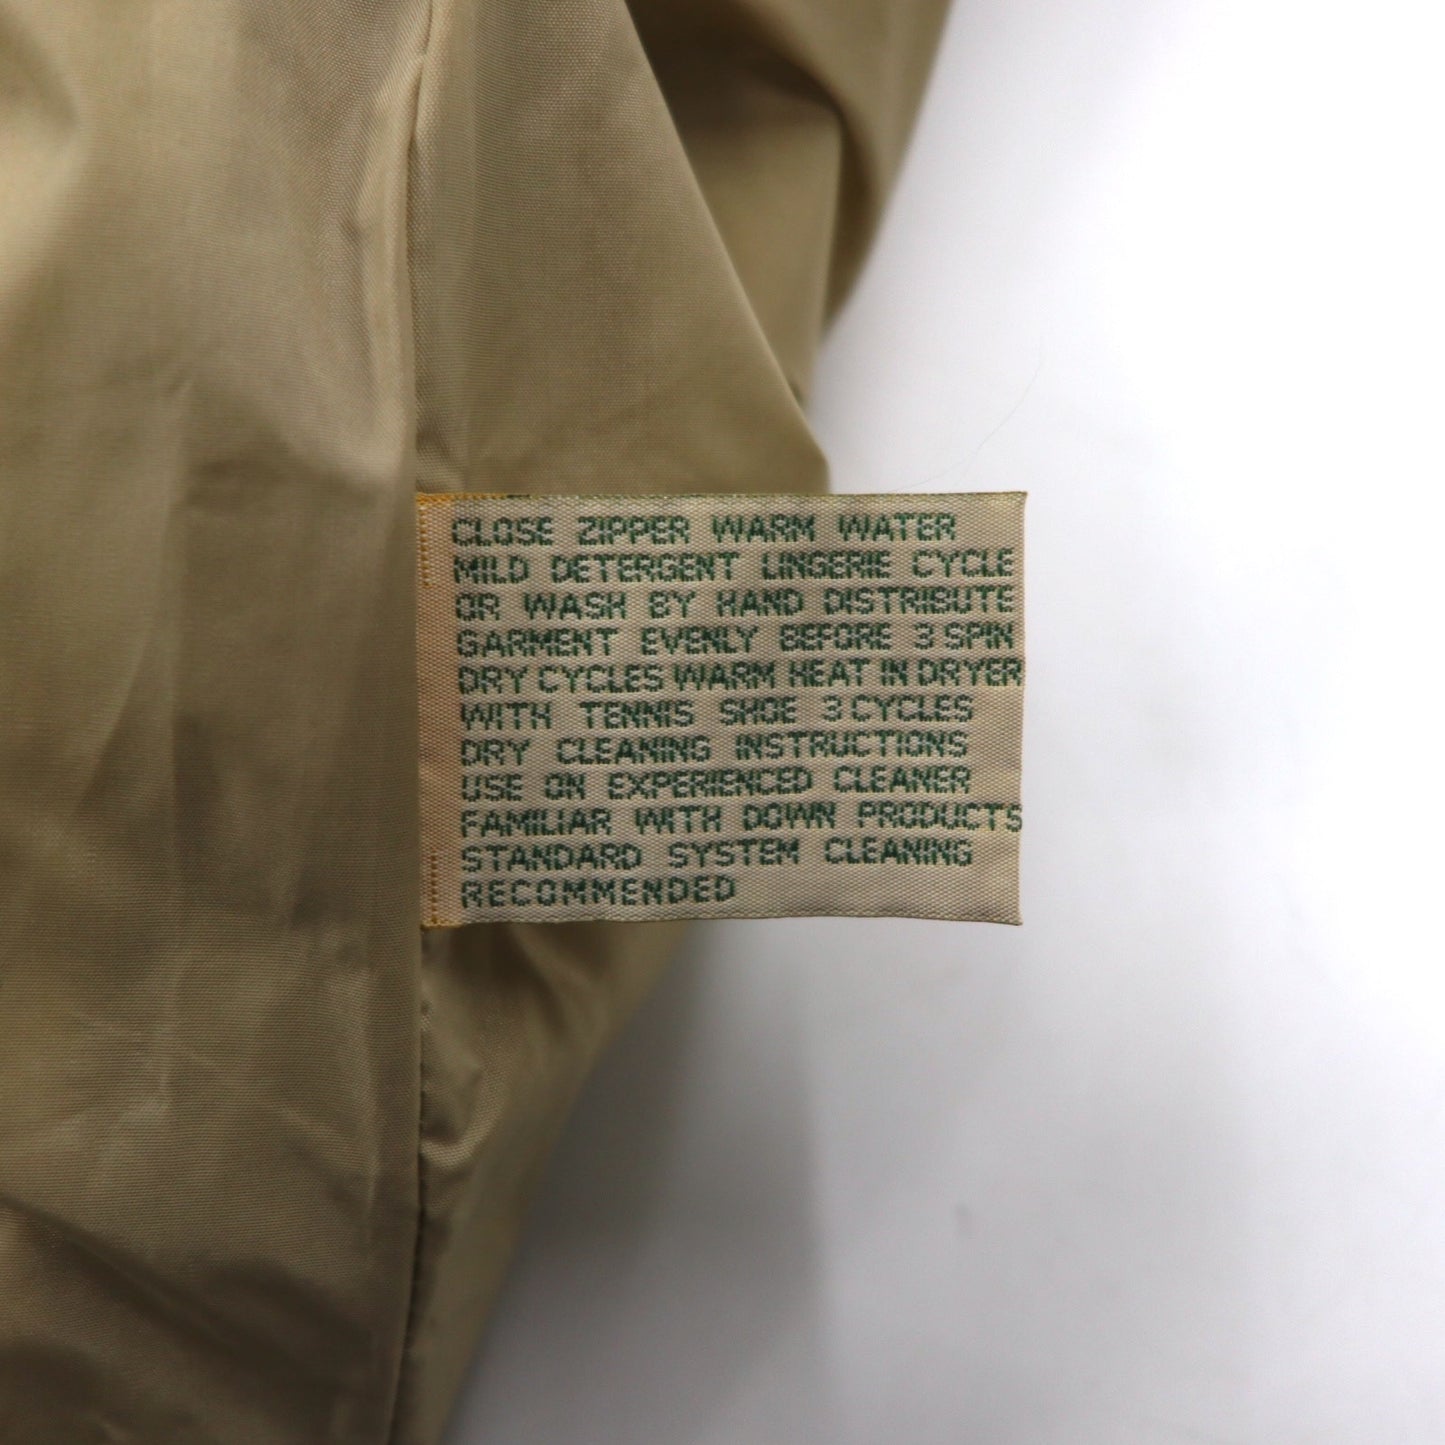 CLOSE ZIPPER WARM WATER
MILD DETERGENT LINGERIE CYCLE
OR WASH BY HAND DISTRIBUTE
GARMENT EVENLY BEFORE 3 SPIN
DRY CYCLES WARM HEAT IN DRYER
WITH TENNIS SHOE 3 CYCLES
DRY CLEANING INSTRUCTIONS
USE ON EXPERIENCED CLEANER
FAMILIAR WITH DOWN PRODUCTS
STANDARD SYSTEM CLEANING
RECOMMENDED